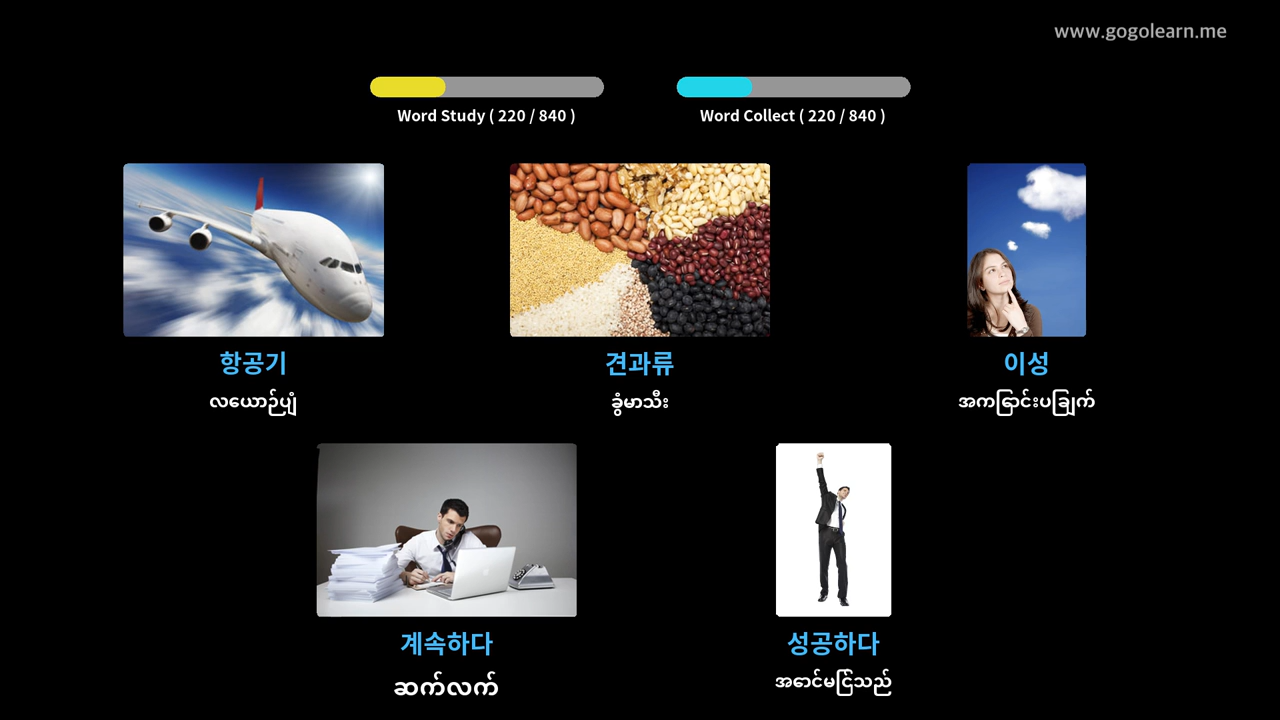 www.gogolearn.me
Word Study ( 220 / 840 )
Word Collect ( 220 / 840 )
항공기
견과류
이성
လယောဉ်ပျံ
ခွံမာသီး
အကြောင်းပြချက်
계속하다
성공하다
ဆက်လက်
အောင်မြင်သည်